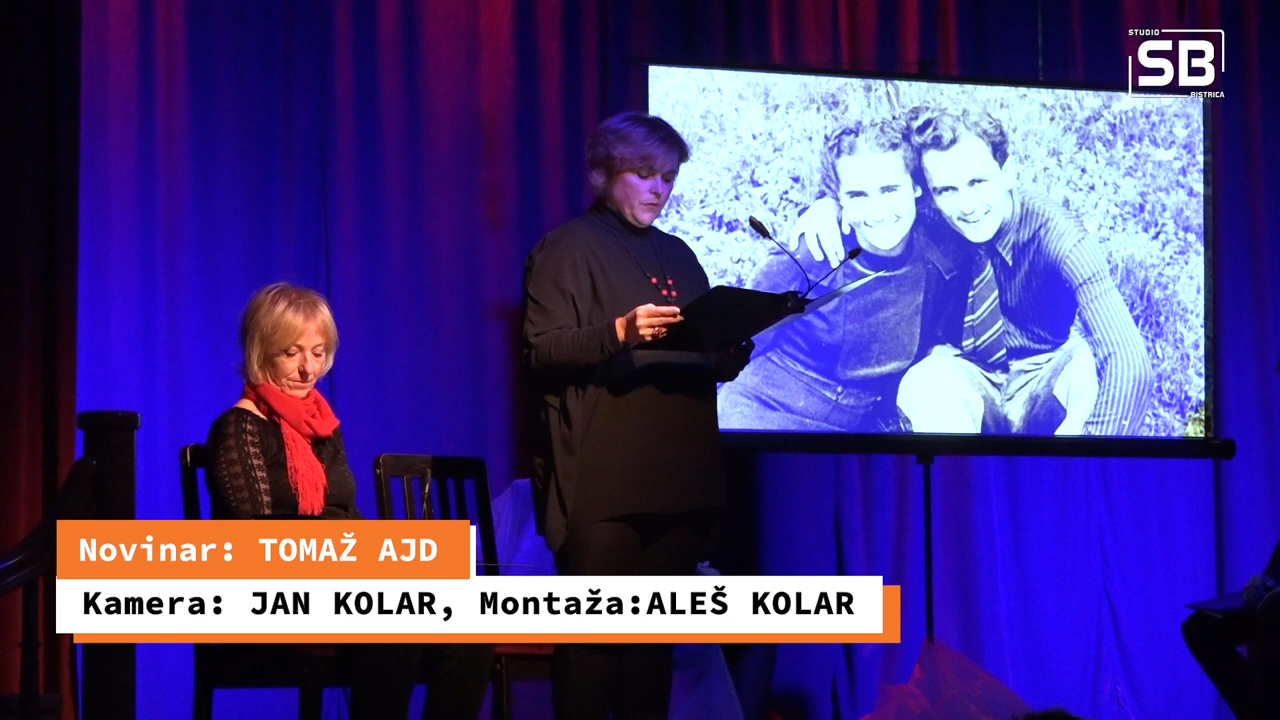 STUDIO
SB
BISTRICA
Novinar: TOMAŽ AJD
Kamera: JAN KOLAR, Montaža:ALEŠ KOLAR